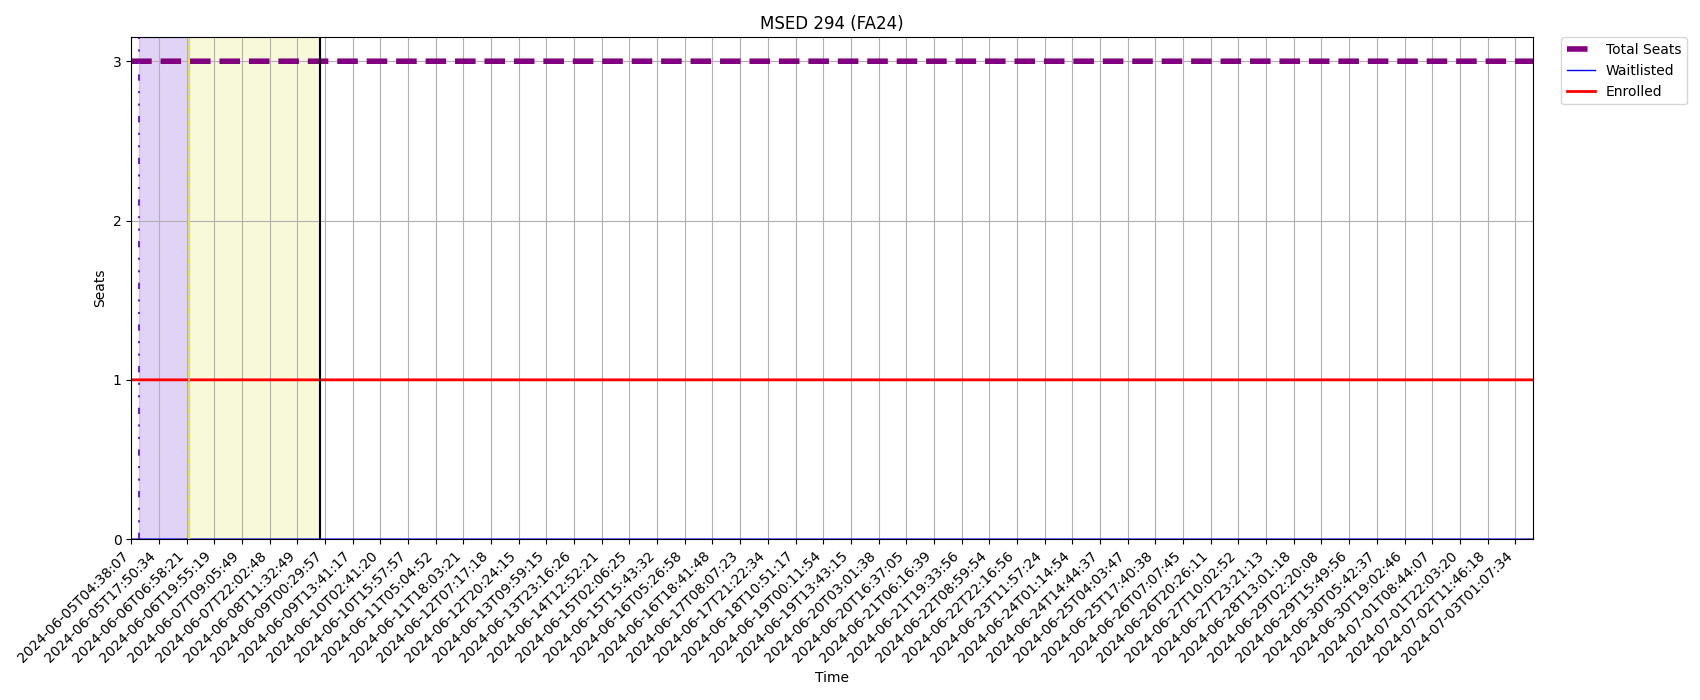 MSED 294 (FA24)
Total Seats
Waitlisted
Enrolled
3
2
1
0
Seats
2024-06-05T04:38:07
2024-06-05T17:50:34
2024-06-06T06:58:21
2024-06-06T19:55:19
2024-06-07T09:05:49
2024-06-07T22:02:48
2024-06-08T11:32:49
2024-06-09T00:29:57
2024-06-09T13:41:17
2024-06-10T02:41:20
2024-06-10T15:57:57
2024-06-11T05:04:52
2024-06-11T18:03:21
2024-06-12T07:17:18
2024-06-12T20:24:15
2024-06-13T09:59:15
2024-06-13T23:16:26
2024-06-14T12:52:21
2024-06-15T02:06:25
2024-06-15T15:43:32
2024-06-16T05:26:58
2024-06-16T18:41:48
2024-06-17T08:07:23
2024-06-17T21:22:34
2024-06-18T10:51:17
2024-06-19T00:11:54
2024-06-19T13:43:15
2024-06-20T03:01:38
2024-06-20T16:37:05
2024-06-21T06:16:39
2024-06-21T19:33:56
2024-06-22T08:59:54
2024-06-22T22:16:56
2024-06-23T11:57:24
2024-06-24T01:14:54
2024-06-24T14:44:37
2024-06-25T04:03:47
2024-06-25T17:40:38
2024-06-26T07:07:45
2024-06-26T20:26:11
2024-06-27T10:02:52
2024-06-27T23:21:13
2024-06-28T13:01:18
2024-06-29T02:20:08
2024-06-29T15:49:56
2024-06-30T05:42:37
2024-06-30T19:02:46
2024-07-01T08:44:07
2024-07-01T22:03:20
2024-07-02T11:46:18
2024-07-03T01:07:34
Time